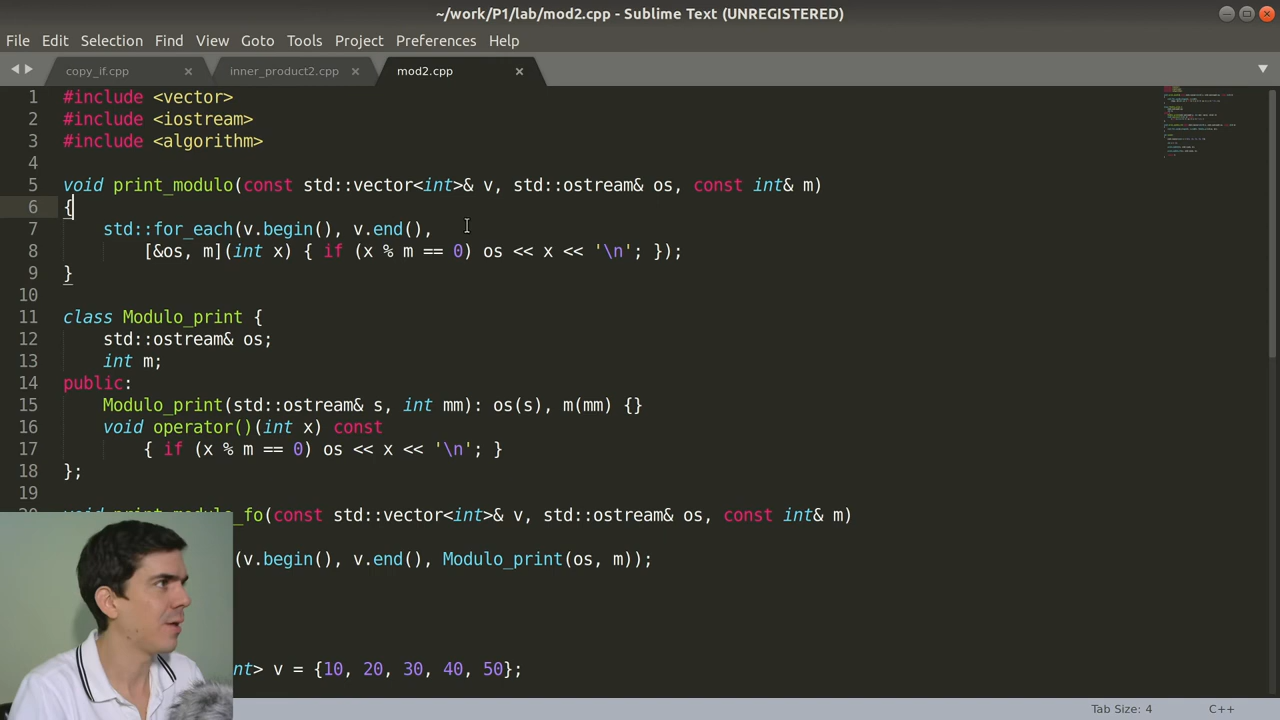 ~/work/P1/lab/mod2.cpp - Sublime Text (UNREGISTERED)
File Edit Selection Find View Goto Tools Project Preferences Help
copy_if.cpp inner_product2.cpp mod2.cpp
1 #include <vector>
2 #include <iostream>
3 #include <algorithm>
4
5 void print_modulo(const std::vector<int>& v, std::ostream& os, const int& m)
6 {
7 std::for_each(v.begin(), v.end(),
8 [&os, m](int x) { if (x % m == 0) os << x << '\n'; });
9 }
10
11 class Modulo_print {
12 std::ostream& os;
13 int m;
14 public:
15 Modulo_print(std::ostream& s, int mm): os(s), m(mm) {}
16 void operator()(int x) const
17 { if (x % m == 0) os << x << '\n'; }
18 };
19
_fo(const std::vector<int>& v, std::ostream& os, const int& m)
(v.begin(), v.end(), Modulo_print(os, m));
nt> v = {10, 20, 30, 40, 50};
Tab Size: 4 C++